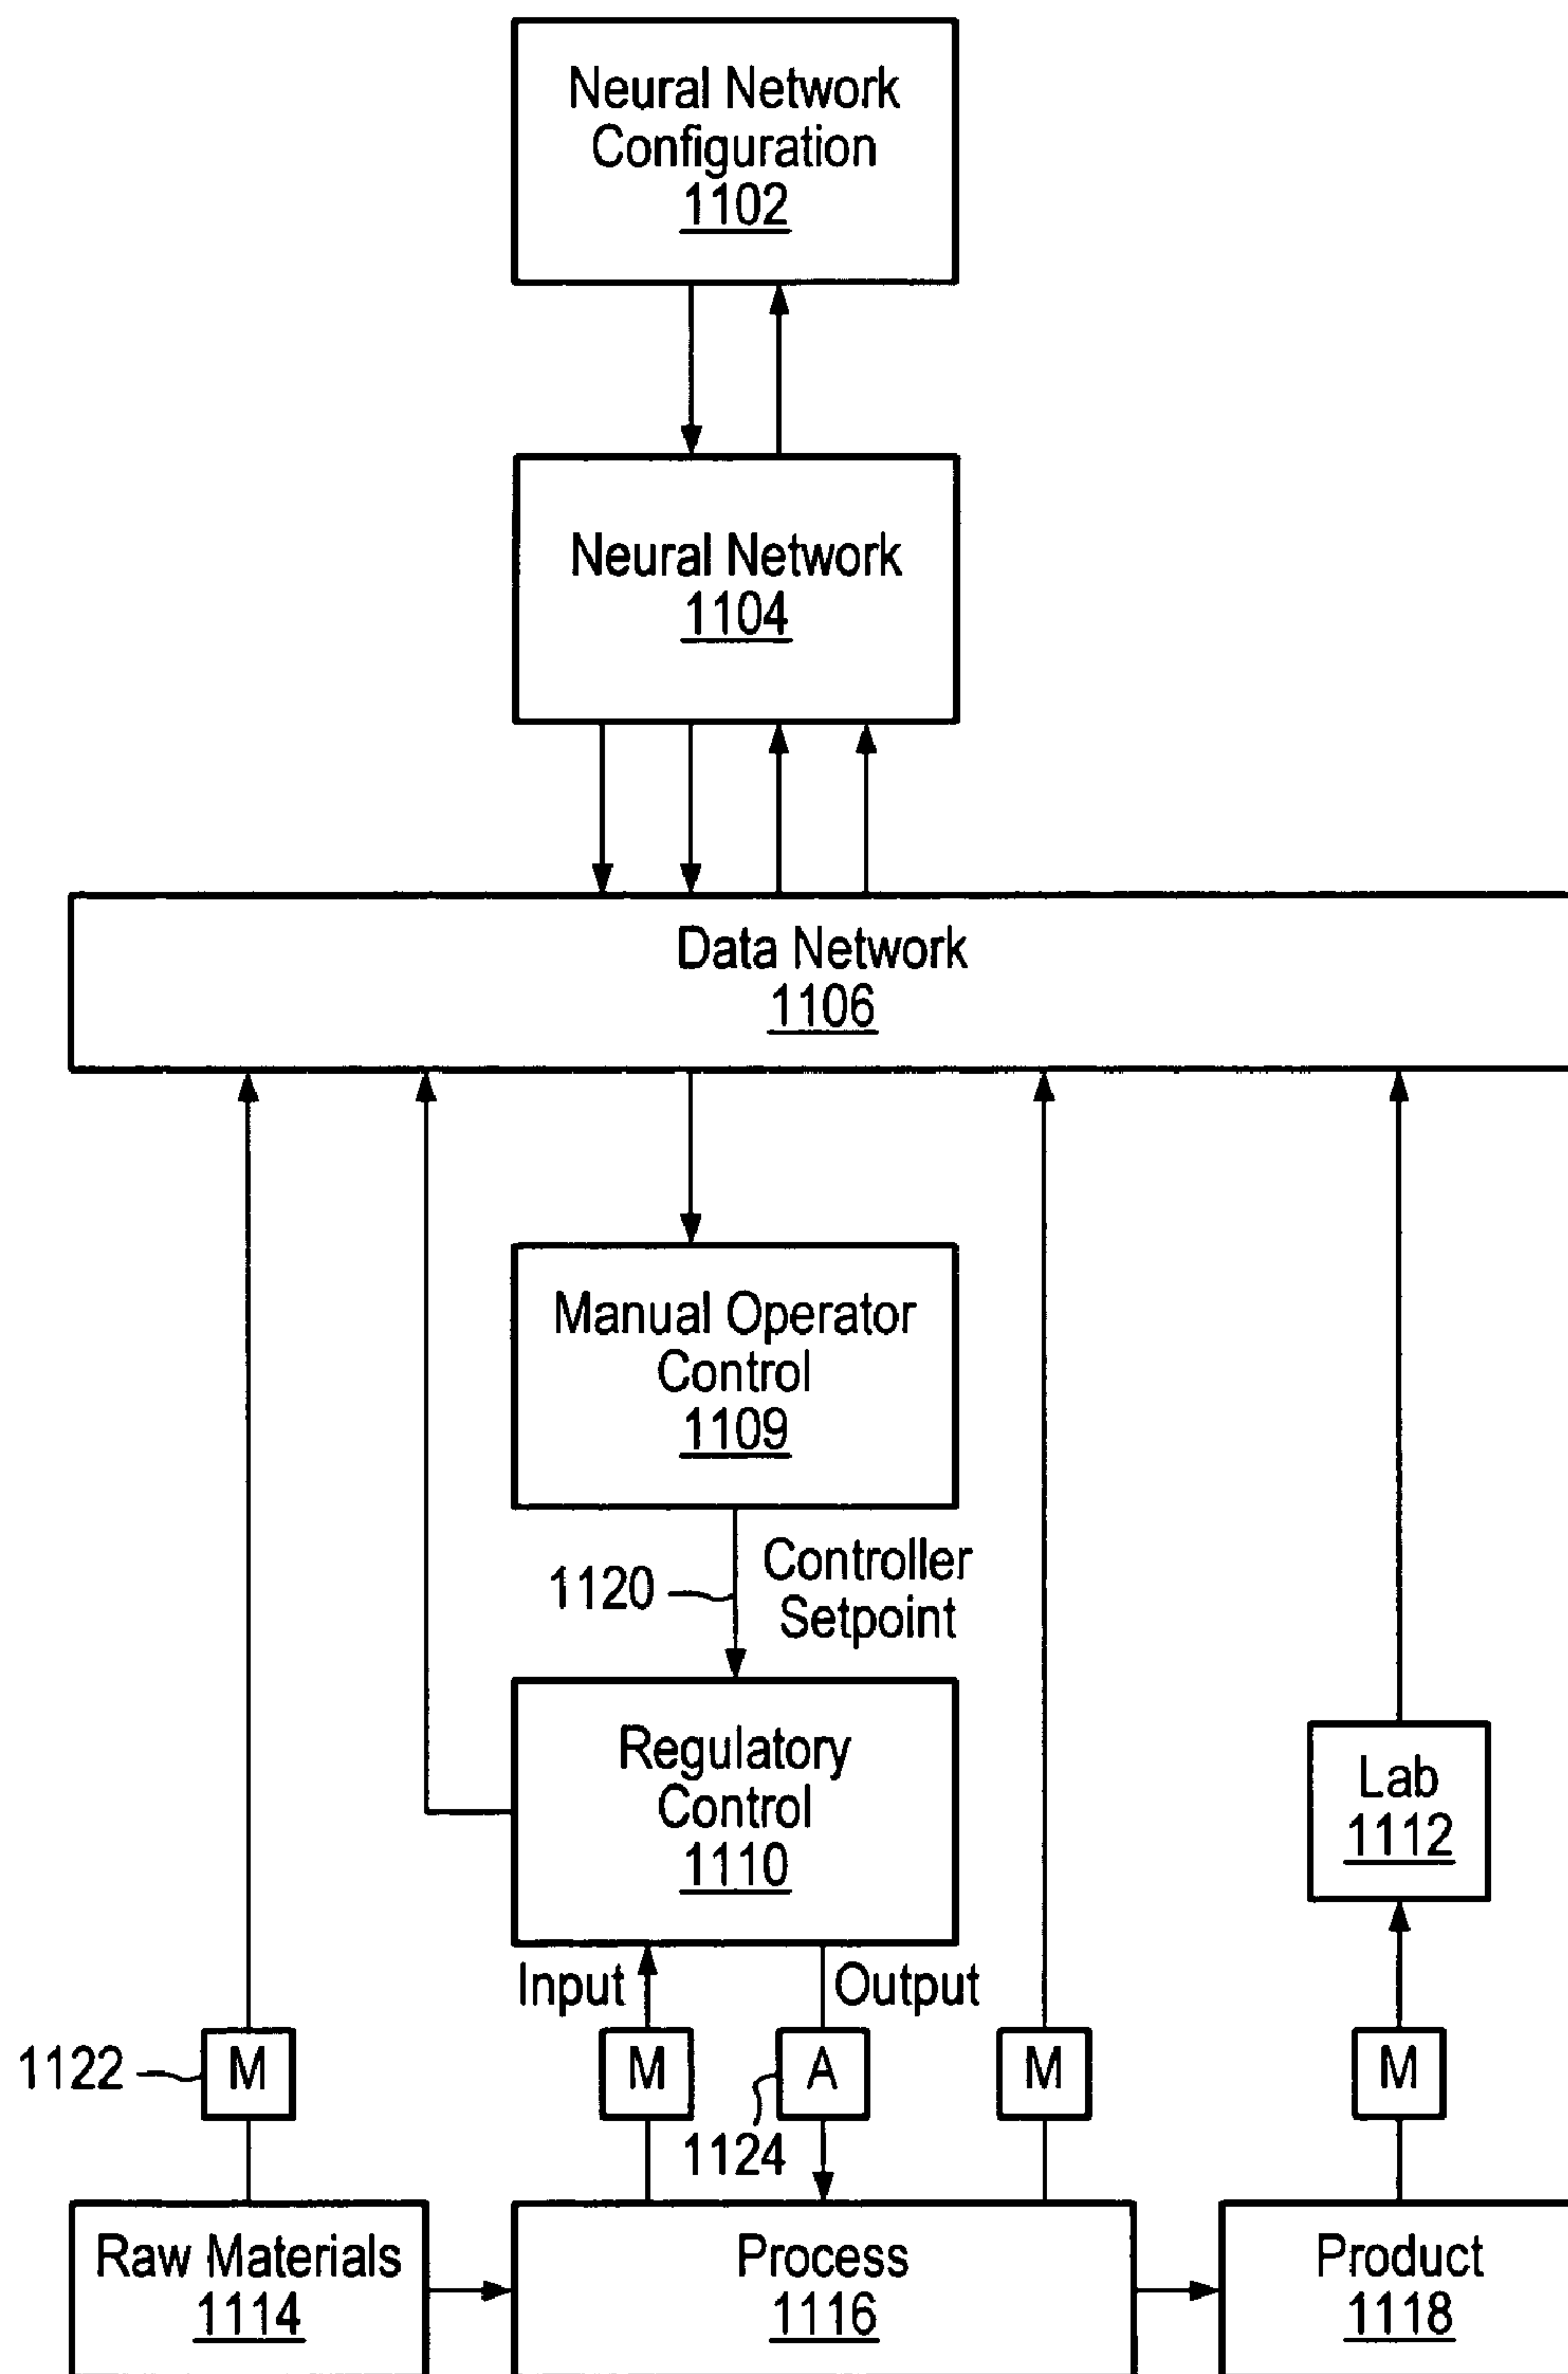 Neural Network
Configuration
1102
Neural Network
1104
Data Network
1106
Manual Operator
Control
1109
1120
Controller
Setpoint
Regulatory
Control
1110
Lab
1112
Input
Output
1122
M
M
A
M
M
1124
Raw Materials
1114
Process
1116
Product
1118